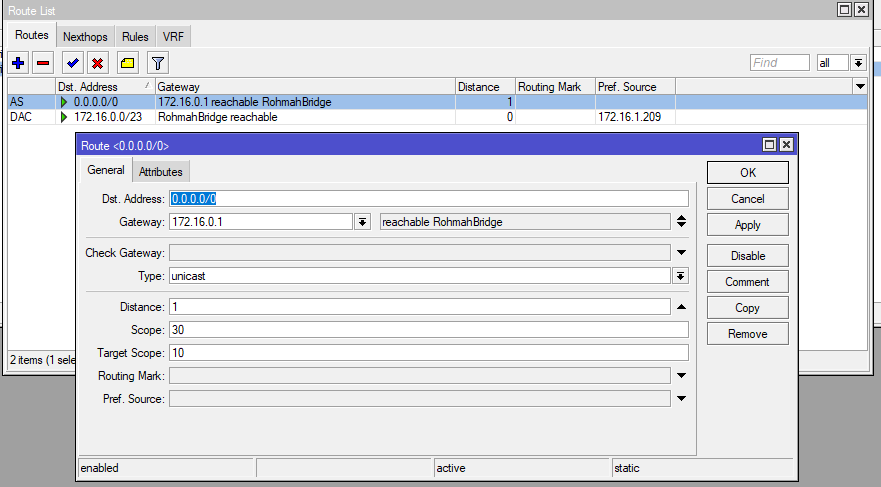 Route List
Routes Nexthops Rules VRF
Find all
Dst. Address Gateway Distance Routing Mark Pref. Source
AS 0.0.0.0/0 172.16.0.1 reachable RohmahBridge 1
DAC 172.16.0.0/23 RohmahBridge reachable 0 172.16.1.209
Route <0.0.0.0/0>
General Attributes
OK
Dst. Address: 0.0.0.0/0
Cancel
Gateway: 172.16.0.1 reachable RohmahBridge
Apply
Check Gateway:
Disable
Type: unicast
Comment
Distance: 1
Copy
Scope: 30
Remove
Target Scope: 10
2 items (1 sele
Routing Mark:
Pref. Source:
enabled active static